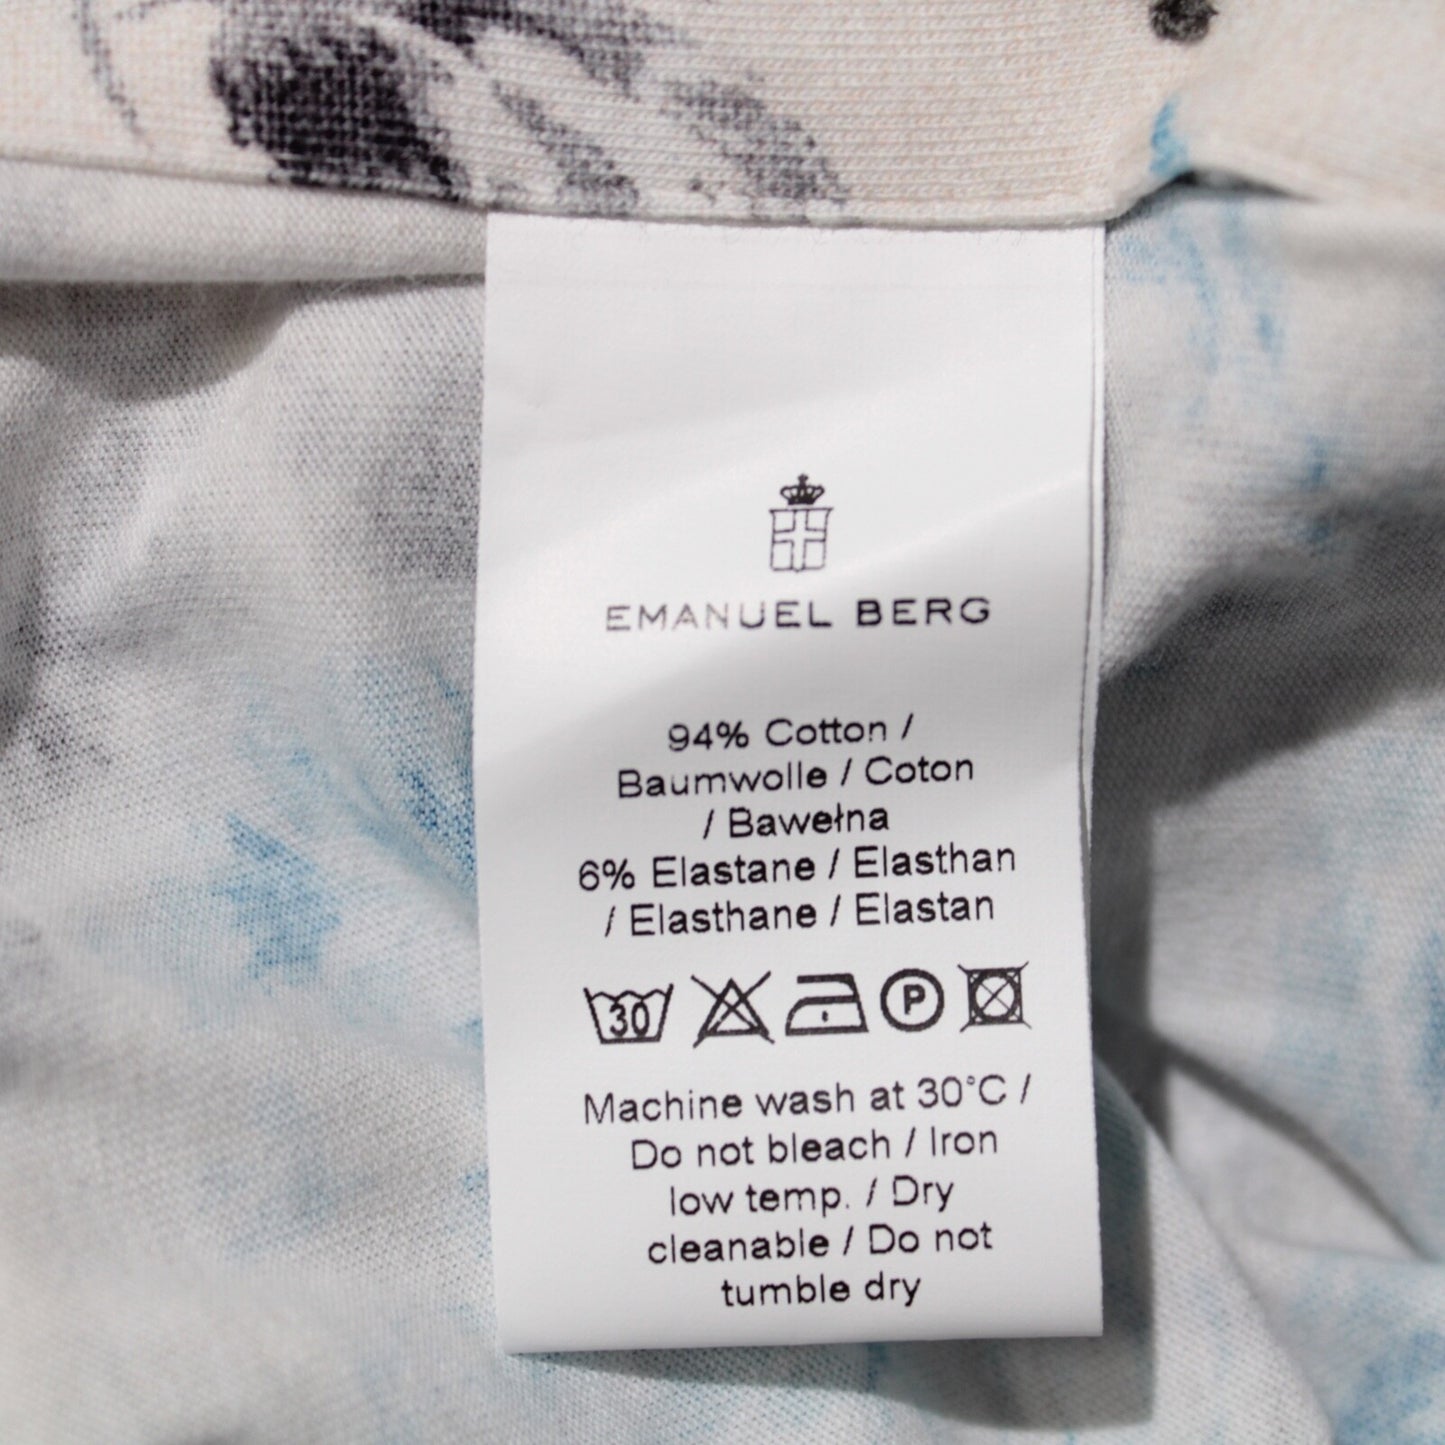 EMANUEL BERG
94% Cotton /
Baumwolle / Coton
/ Bawełna
6% Elastane / Elasthan
/ Elasthane / Elastan
30 P
Machine wash at 30°C /
Do not bleach / Iron
low temp. / Dry
cleanable / Do not
tumble dry